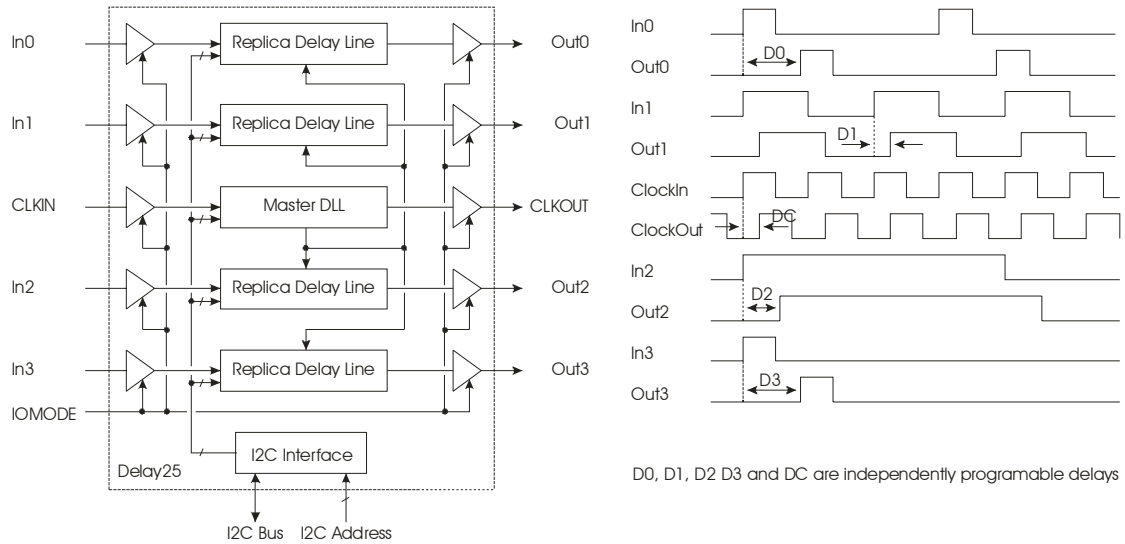 In0
Replica Delay Line
Out0
In1
Replica Delay Line
Out1
CLKIN
Master DLL
CLKOUT
In2
Replica Delay Line
Out2
In3
Replica Delay Line
Out3
IOMODE
I2C Interface
Delay25
I2C Bus
I2C Address
In0
D0
Out0
In1
D1
Out1
ClockIn
DC
ClockOut
In2
D2
Out2
In3
D3
Out3
D0, D1, D2 D3 and DC are independently programable delays